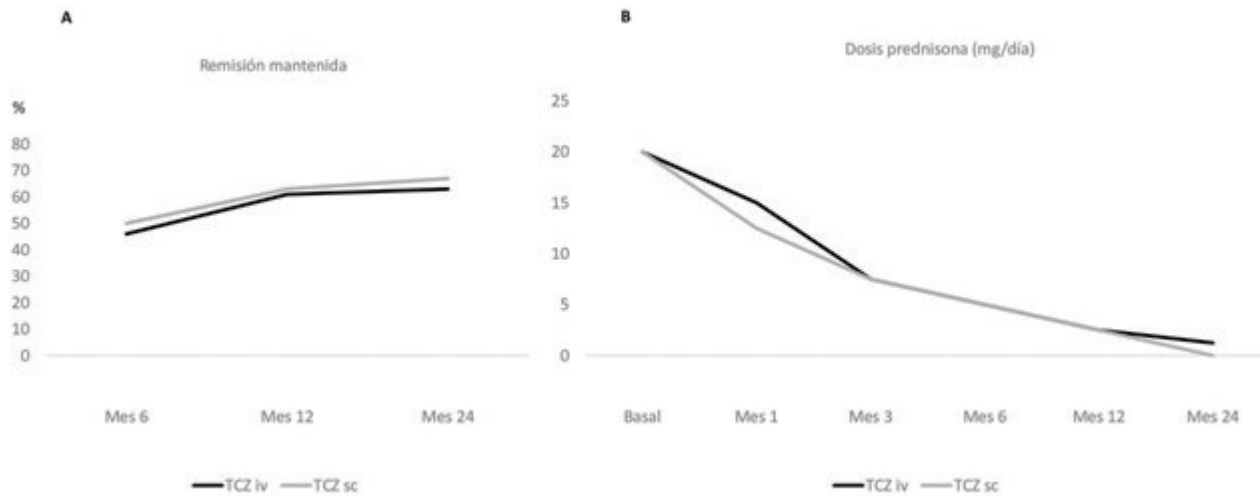 A
Remisión mantenida
%
80
70
60
50
40
30
20
10
0
Mes 6 Mes 12 Mes 24
TCZ iv TCZ sc
B
Dosis prednisona (mg/día)
25
20
15
10
5
0
Basal Mes 1 Mes 3 Mes 6 Mes 12 Mes 24
TCZ iv TCZ sc